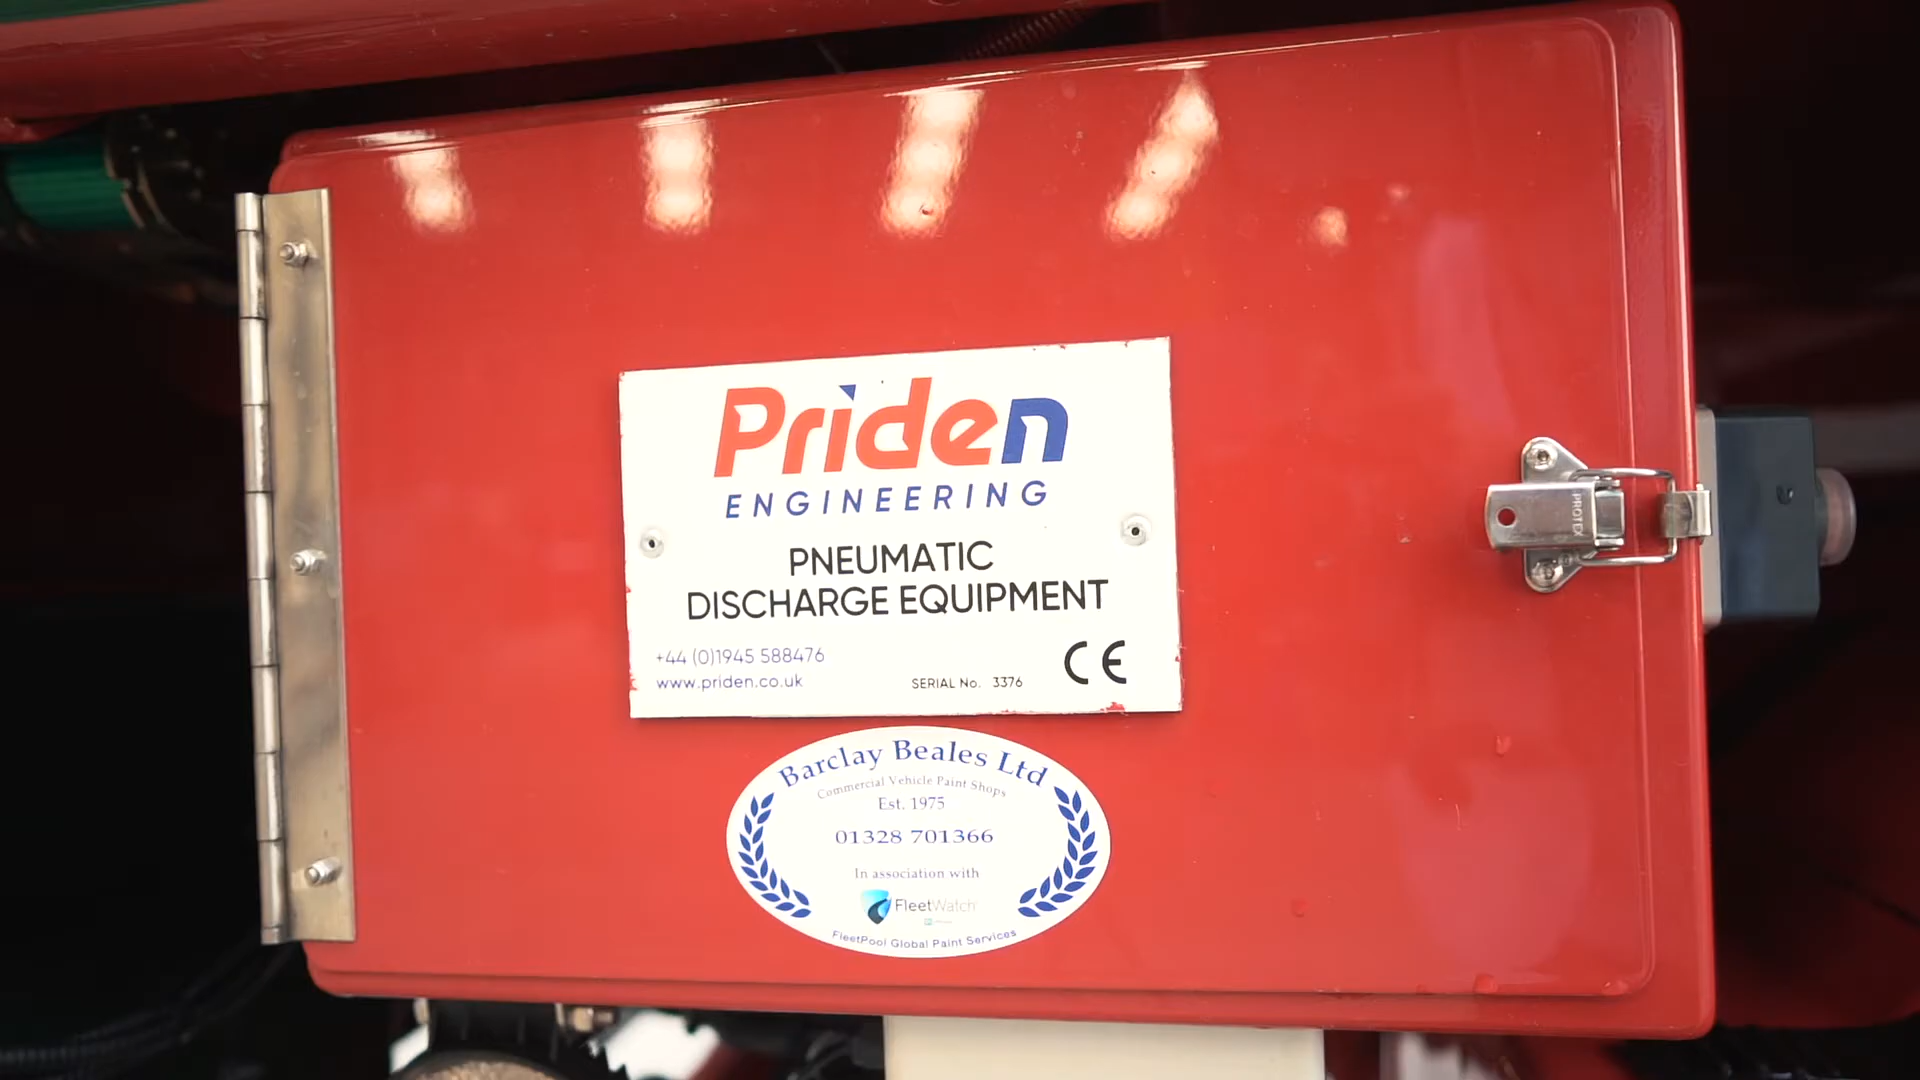 Priden
ENGINEERING
PNEUMATIC
DISCHARGE EQUIPMENT
+44 (0)1945 588476
www.priden.co.uk
SERIAL No. 3376
CE
PROTEX
Barclay Beales Ltd
Commercial Vehicle Paint Shops
Est. 1975
01328 701366
In association with
FleetWatch
FleetPool Global Paint Services